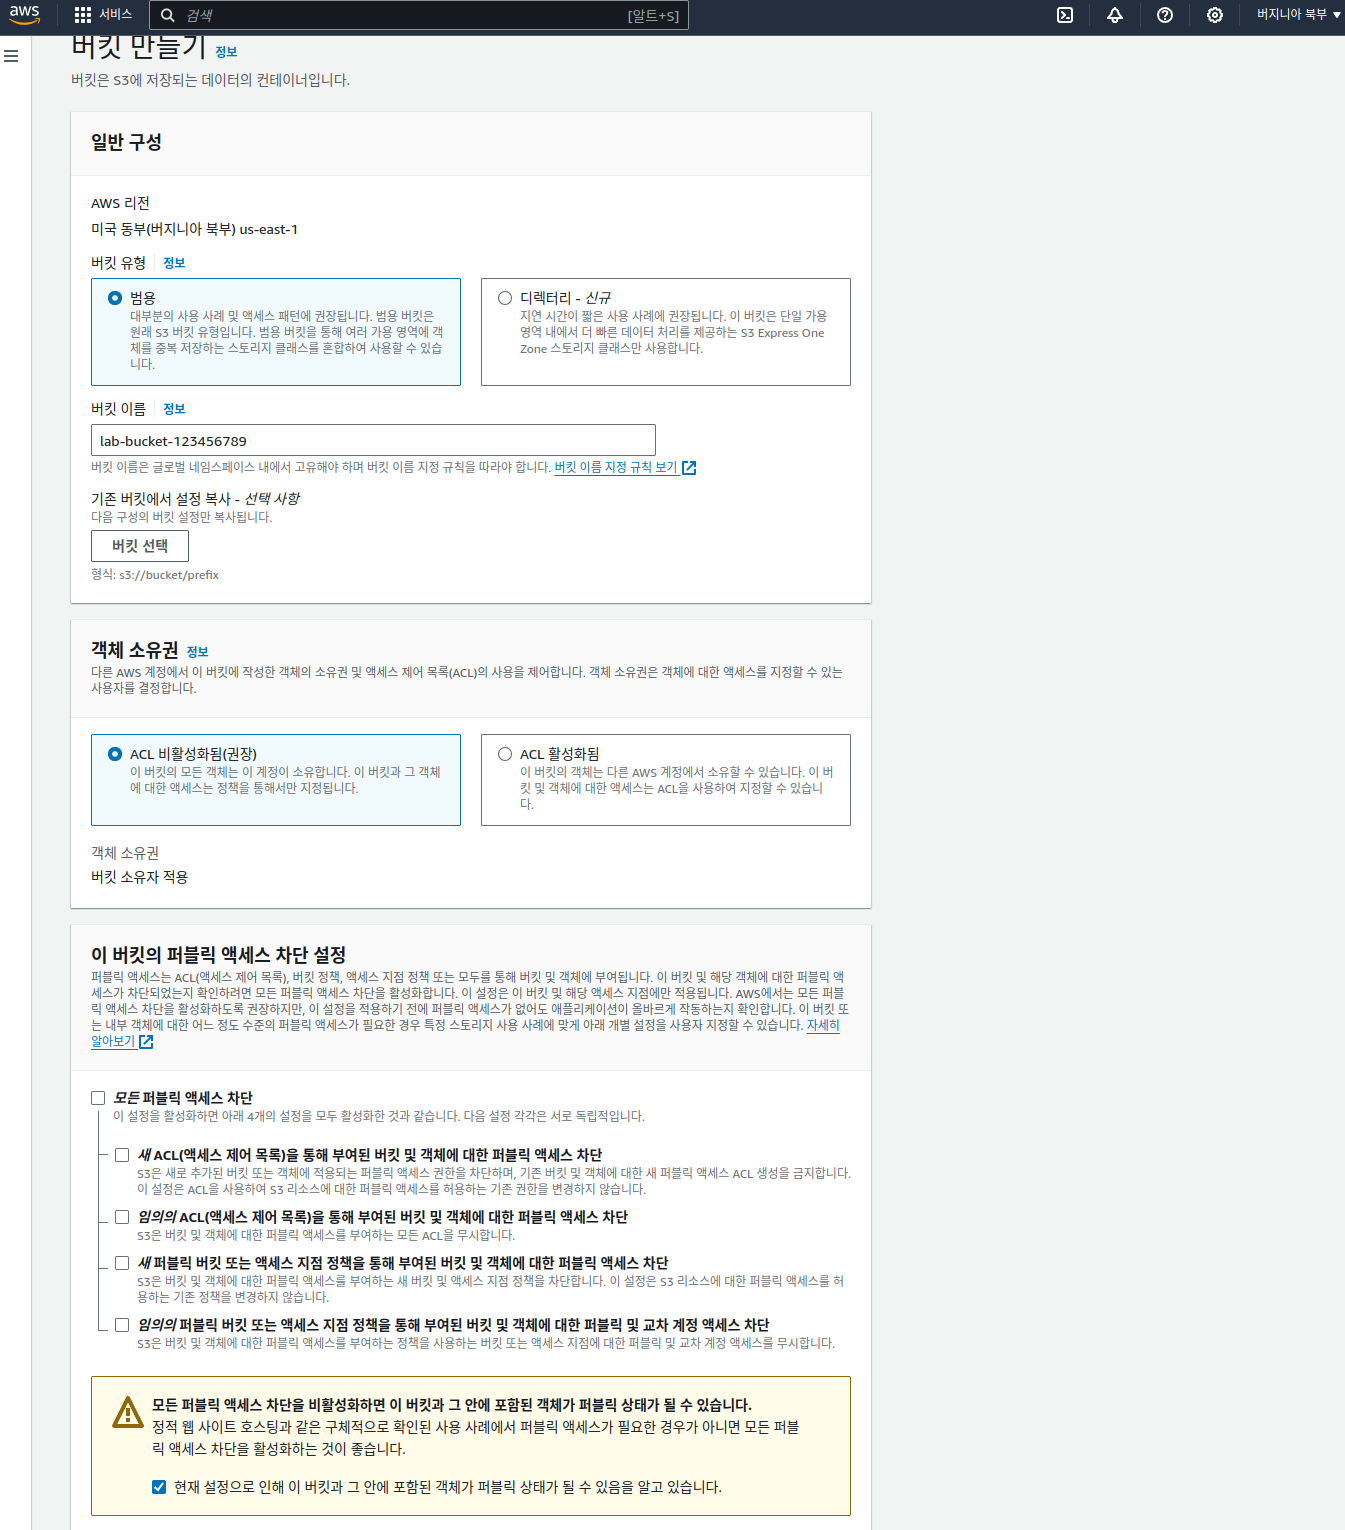 aws
서비스
검색
[알트+S]
버지니아 북부
버킷 만들기 정보
버킷은 S3에 저장되는 데이터의 컨테이너입니다.
일반 구성
AWS 리전
미국 동부(버지니아 북부) us-east-1
버킷 유형 정보
범용
대부분의 사용 사례 및 액세스 패턴에 권장됩니다. 범용 버킷은
원래 S3 버킷 유형입니다. 범용 버킷을 통해 여러 가용 영역에 객
체를 중복 저장하는 스토리지 클래스를 혼합하여 사용할 수 있습
니다.
디렉터리 - 신규
지연 시간이 짧은 사용 사례에 권장됩니다. 이 버킷은 단일 가용
영역 내에서 더 빠른 데이터 처리를 제공하는 S3 Express One
Zone 스토리지 클래스만 사용합니다.
버킷 이름 정보
lab-bucket-123456789
버킷 이름은 글로벌 네임스페이스 내에서 고유해야 하며 버킷 이름 지정 규칙을 따라야 합니다. 버킷 이름 지정 규칙 보기
기존 버킷에서 설정 복사 - 선택 사항
다음 구성의 버킷 설정만 복사됩니다.
버킷 선택
형식: s3://bucket/prefix
객체 소유권 정보
다른 AWS 계정에서 이 버킷에 작성한 객체의 소유권 및 액세스 제어 목록(ACL)의 사용을 제어합니다. 객체 소유권은 객체에 대한 액세스를 지정할 수 있는
사용자를 결정합니다.
ACL 비활성화됨(권장)
이 버킷의 모든 객체는 이 계정이 소유합니다. 이 버킷과 그 객체
에 대한 액세스는 정책을 통해서만 지정됩니다.
ACL 활성화됨
이 버킷의 객체는 다른 AWS 계정에서 소유할 수 있습니다. 이 버
킷 및 객체에 대한 액세스는 ACL을 사용하여 지정할 수 있습니
다.
객체 소유권
버킷 소유자 적용
이 버킷의 퍼블릭 액세스 차단 설정
퍼블릭 액세스는 ACL(액세스 제어 목록), 버킷 정책, 액세스 지점 정책 또는 모두를 통해 버킷 및 객체에 부여됩니다. 이 버킷 및 해당 객체에 대한 퍼블릭 액
세스가 차단되었는지 확인하려면 모든 퍼블릭 액세스 차단을 활성화합니다. 이 설정은 이 버킷 및 해당 액세스 지점에만 적용됩니다. AWS에서는 모든 퍼블
릭 액세스 차단을 활성화하도록 권장하지만, 이 설정을 적용하기 전에 퍼블릭 액세스가 없어도 애플리케이션이 올바르게 작동하는지 확인합니다. 이 버킷 또
는 내부 객체에 대한 어느 정도 수준의 퍼블릭 액세스가 필요한 경우 특정 스토리지 사용 사례에 맞게 아래 개별 설정을 사용자 지정할 수 있습니다. 자세히
알아보기
모든 퍼블릭 액세스 차단
이 설정을 활성화하면 아래 4개의 설정을 모두 활성화한 것과 같습니다. 다음 설정 각각은 서로 독립적입니다.
새 ACL(액세스 제어 목록)을 통해 부여된 버킷 및 객체에 대한 퍼블릭 액세스 차단
S3은 새로 추가된 버킷 또는 객체에 적용되는 퍼블릭 액세스 권한을 차단하며, 기존 버킷 및 객체에 대한 새 퍼블릭 액세스 ACL 생성을 금지합니다.
이 설정은 ACL을 사용하여 S3 리소스에 대한 퍼블릭 액세스를 허용하는 기존 권한을 변경하지 않습니다.
임의의 ACL(액세스 제어 목록)을 통해 부여된 버킷 및 객체에 대한 퍼블릭 액세스 차단
S3은 버킷 및 객체에 대한 퍼블릭 액세스를 부여하는 모든 ACL을 무시합니다.
새 퍼블릭 버킷 또는 액세스 지점 정책을 통해 부여된 버킷 및 객체에 대한 퍼블릭 액세스 차단
S3은 버킷 및 객체에 대한 퍼블릭 액세스를 부여하는 새 버킷 및 액세스 지점 정책을 차단합니다. 이 설정은 S3 리소스에 대한 퍼블릭 액세스를 허
용하는 기존 정책을 변경하지 않습니다.
임의의 퍼블릭 버킷 또는 액세스 지점 정책을 통해 부여된 버킷 및 객체에 대한 퍼블릭 및 교차 계정 액세스 차단
S3은 버킷 및 객체에 대한 퍼블릭 액세스를 부여하는 정책을 사용하는 버킷 또는 액세스 지점에 대한 퍼블릭 및 교차 계정 액세스를 무시합니다.
모든 퍼블릭 액세스 차단을 비활성화하면 이 버킷과 그 안에 포함된 객체가 퍼블릭 상태가 될 수 있습니다.
정적 웹 사이트 호스팅과 같은 구체적으로 확인된 사용 사례에서 퍼블릭 액세스가 필요한 경우가 아니면 모든 퍼블
릭 액세스 차단을 활성화하는 것이 좋습니다.
현재 설정으로 인해 이 버킷과 그 안에 포함된 객체가 퍼블릭 상태가 될 수 있음을 알고 있습니다.